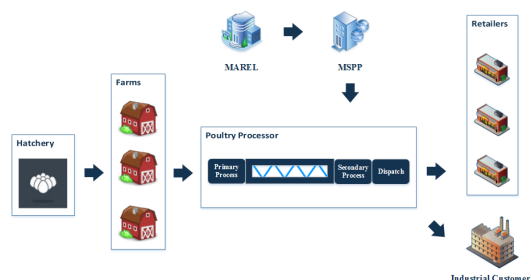 Retailers
MAREL
MSPP
Farms
Poultry Processor
Hatchery
Primary
Process
Secondary
Process
Dispatch
Industrial Customer